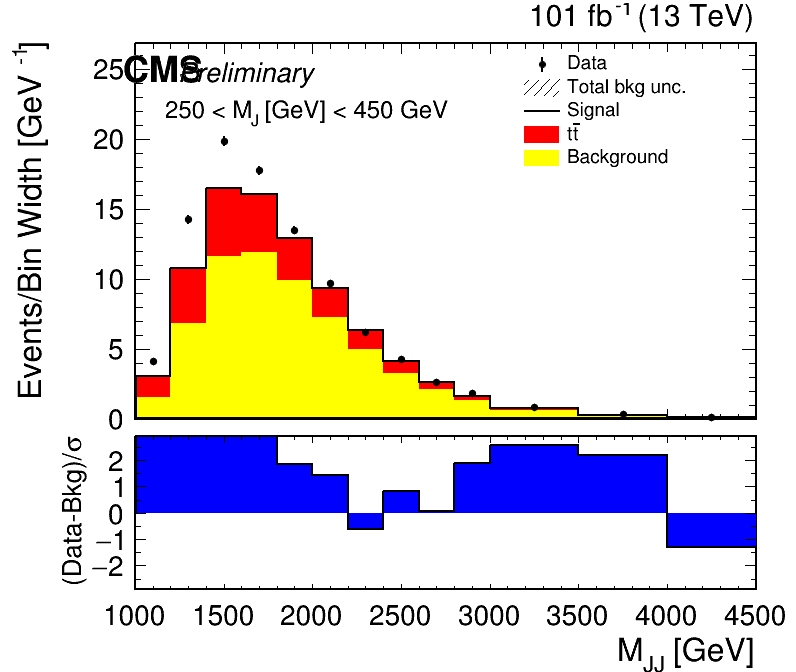 101 fb⁻¹ (13 TeV)
CMS Preliminary
250 < M_J [GeV] < 450 GeV
Data
Total bkg unc.
Signal
tt̄
Background
Events/Bin Width [GeV⁻¹]
25
20
15
10
5
0
(Data-Bkg)/σ
2
1
0
−1
−2
1000 1500 2000 2500 3000 3500 4000 4500
M_JJ [GeV]